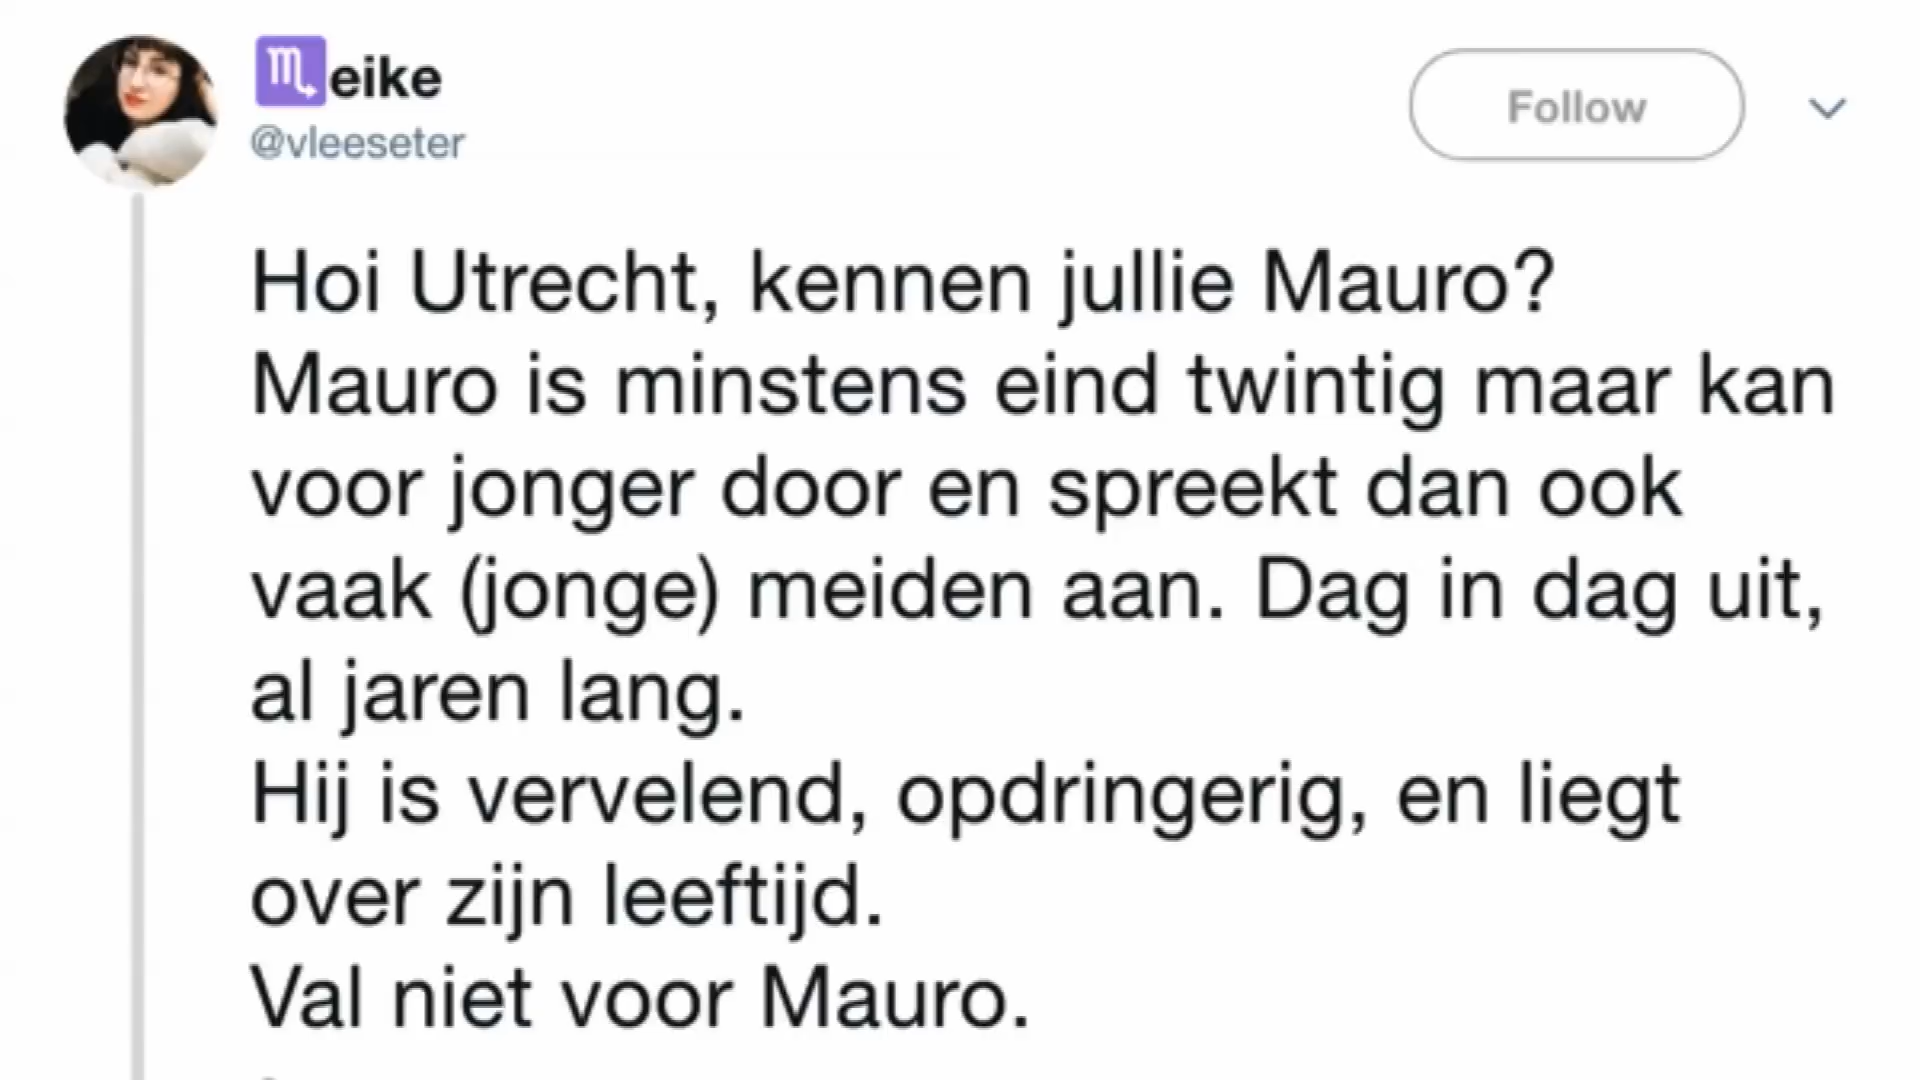 ♏eike
@vleeseter
Follow
Hoi Utrecht, kennen jullie Mauro?
Mauro is minstens eind twintig maar kan
voor jonger door en spreekt dan ook
vaak (jonge) meiden aan. Dag in dag uit,
al jaren lang.
Hij is vervelend, opdringerig, en liegt
over zijn leeftijd.
Val niet voor Mauro.